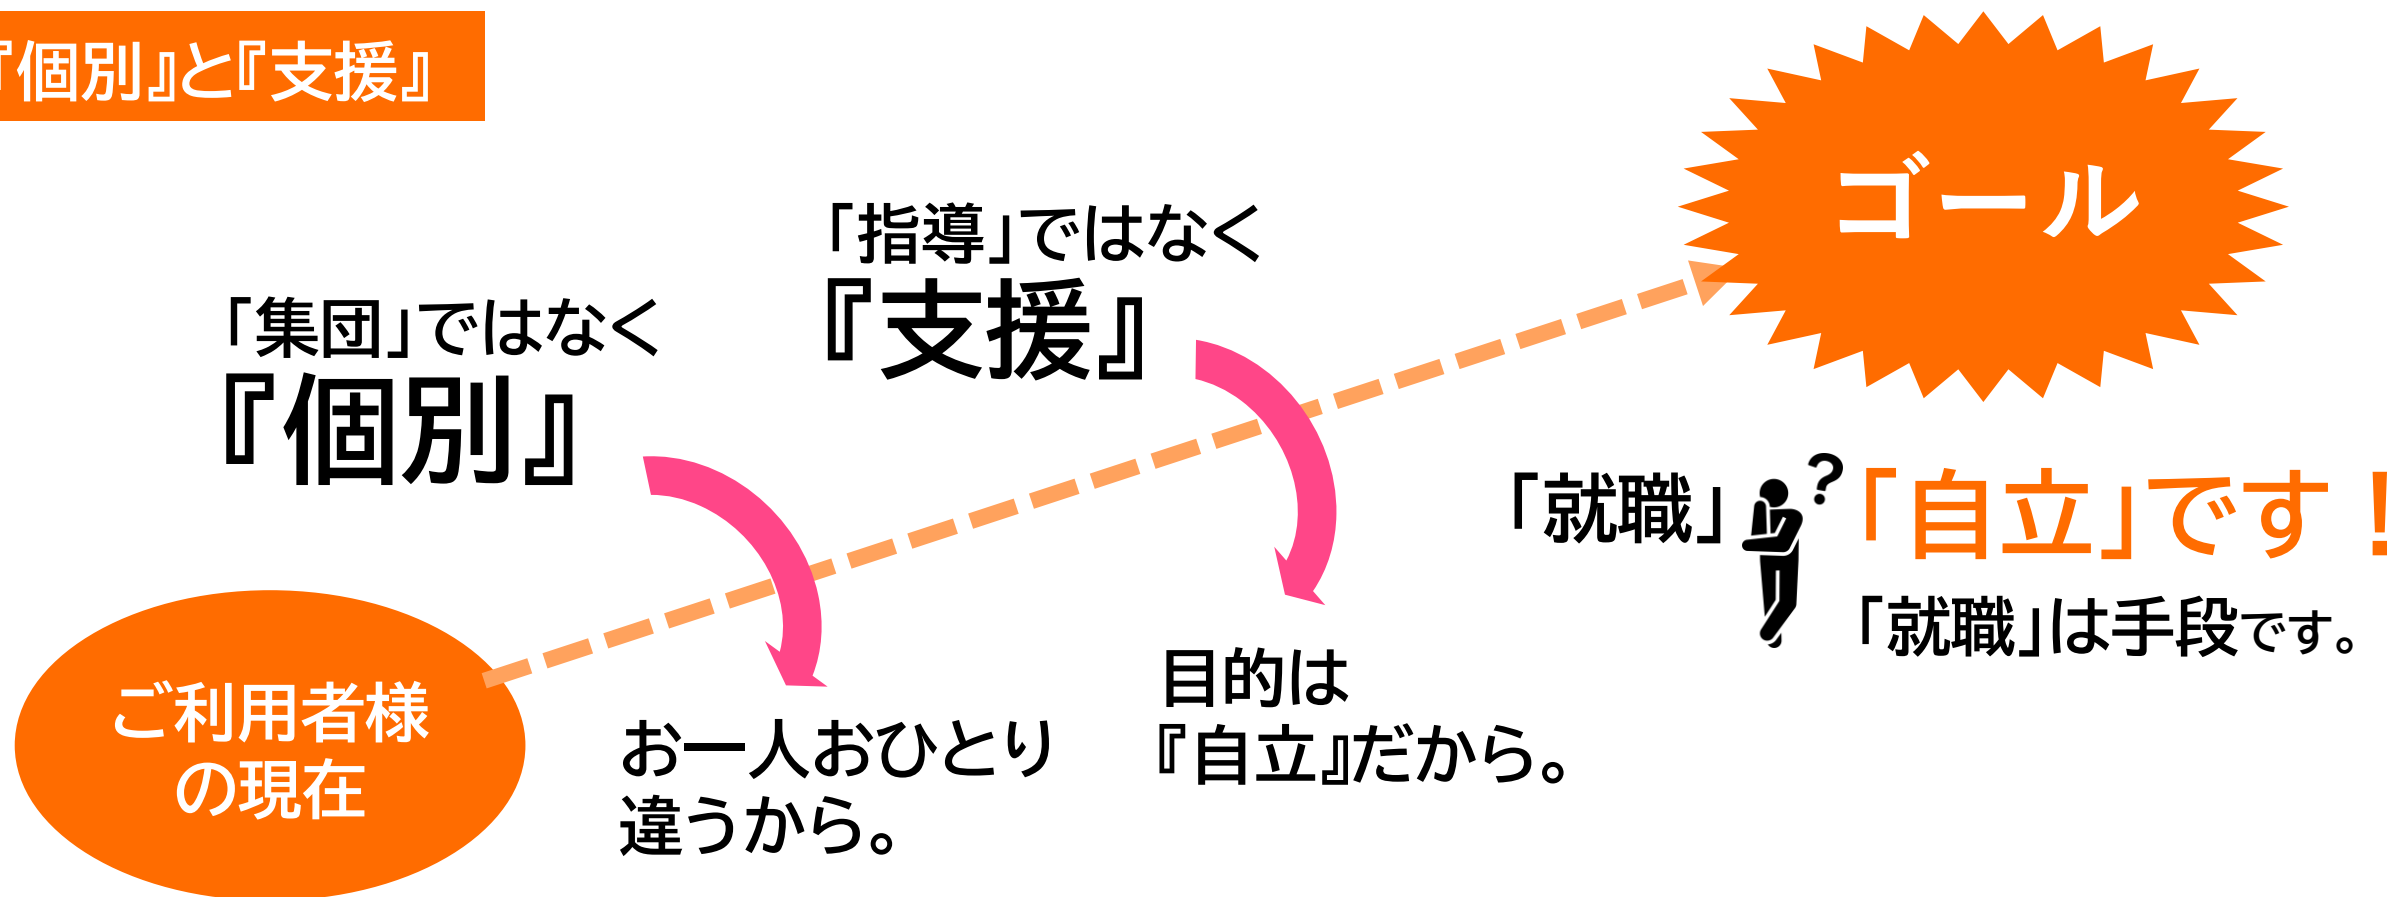 『個別』と『支援』
ゴール
「指導」ではなく
『支援』
「集団」ではなく
『個別』
「就職」
?
「自立」です！
「就職」は手段です。
ご利用者様
の現在
お一人おひとり
違うから。
目的は
『自立』だから。